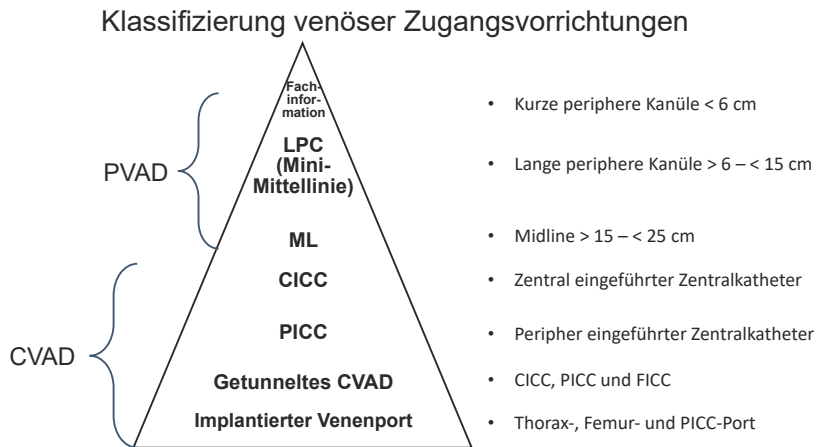 Klassifizierung venöser Zugangsvorrichtungen
Fach-
infor-
mation
• Kurze periphere Kanüle < 6 cm
PVAD
LPC
(Mini-
Mittellinie)
• Lange periphere Kanüle > 6 – < 15 cm
ML
• Midline > 15 – < 25 cm
CICC
• Zentral eingeführter Zentralkatheter
CVAD
PICC
• Peripher eingeführter Zentralkatheter
Getunneltes CVAD
• CICC, PICC und FICC
Implantierter Venenport
• Thorax-, Femur- und PICC-Port